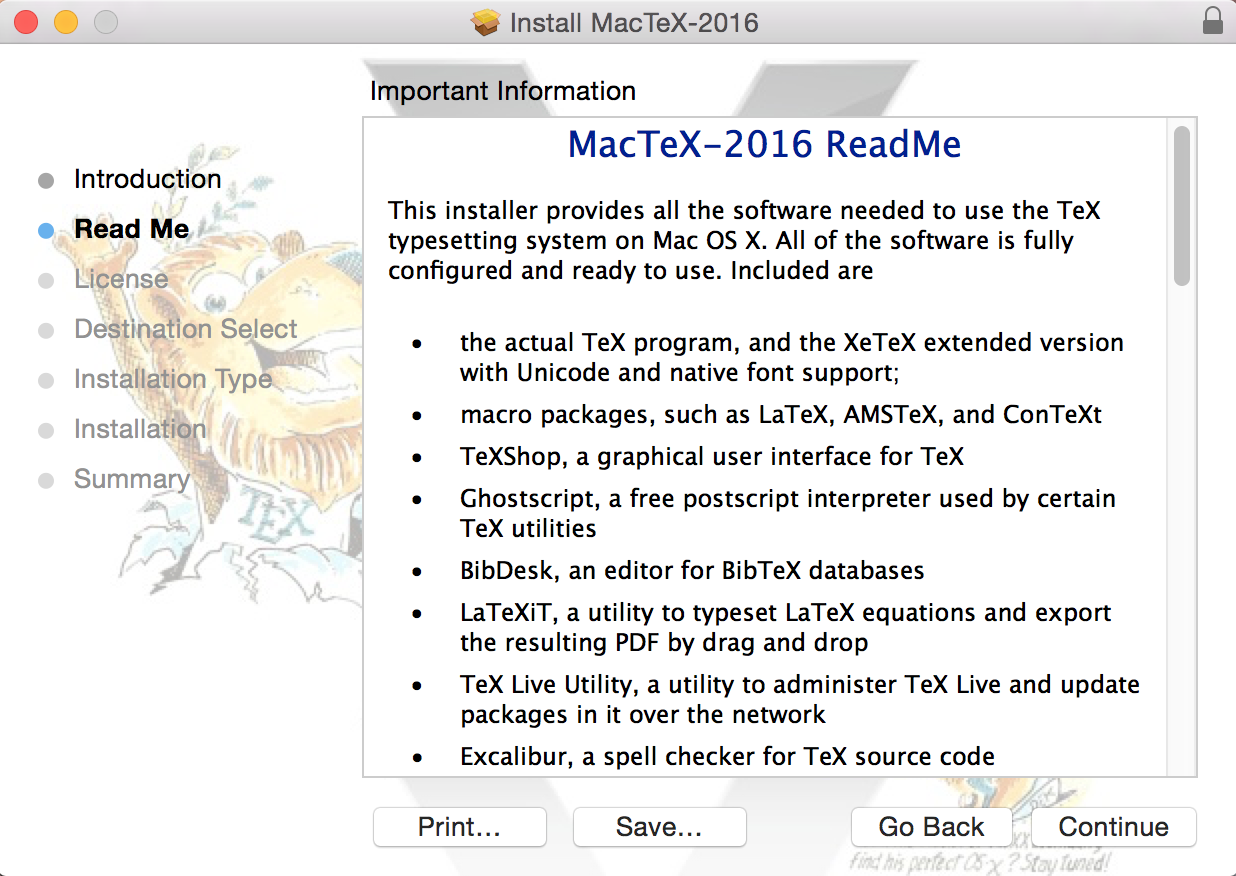 Install MacTeX-2016
Important Information
Introduction
Read Me
License
Destination Select
Installation Type
Installation
Summary
TEX
MacTeX-2016 ReadMe
This installer provides all the software needed to use the TeX
typesetting system on Mac OS X. All of the software is fully
configured and ready to use. Included are
• the actual TeX program, and the XeTeX extended version
with Unicode and native font support;
• macro packages, such as LaTeX, AMSTeX, and ConTeXt
• TeXShop, a graphical user interface for TeX
• Ghostscript, a free postscript interpreter used by certain
TeX utilities
• BibDesk, an editor for BibTeX databases
• LaTeXiT, a utility to typeset LaTeX equations and export
the resulting PDF by drag and drop
• TeX Live Utility, a utility to administer TeX Live and update
packages in it over the network
• Excalibur, a spell checker for TeX source code
Print...
Save...
Go Back
Continue
find his perfect OS-X? Stay tuned!